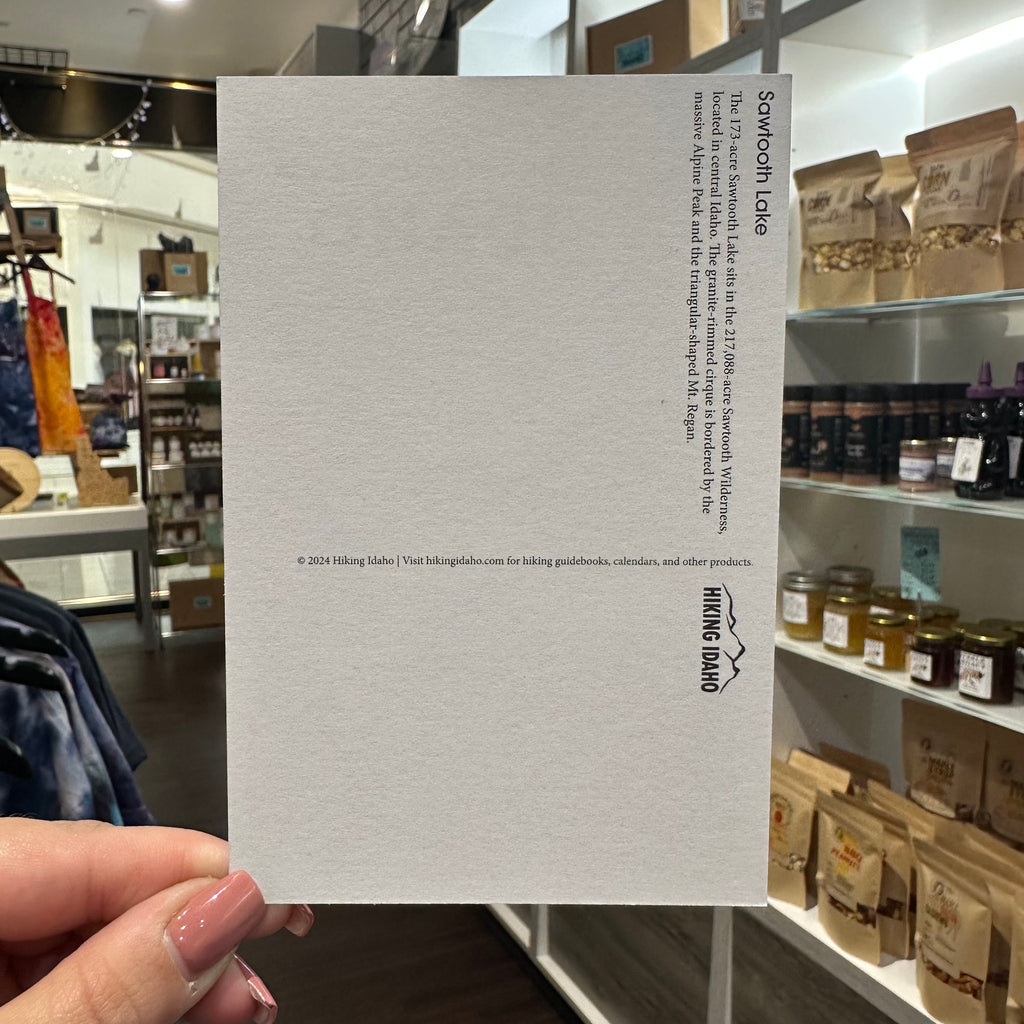 Sawtooth Lake
The 173-acre Sawtooth Lake sits in the 217,088-acre Sawtooth Wilderness,
located in central Idaho. The granite-rimmed cirque is bordered by the
massive Alpine Peak and the triangular-shaped Mt. Regan.
© 2024 Hiking Idaho | Visit hikingidaho.com for hiking guidebooks, calendars, and other products.
HIKING IDAHO